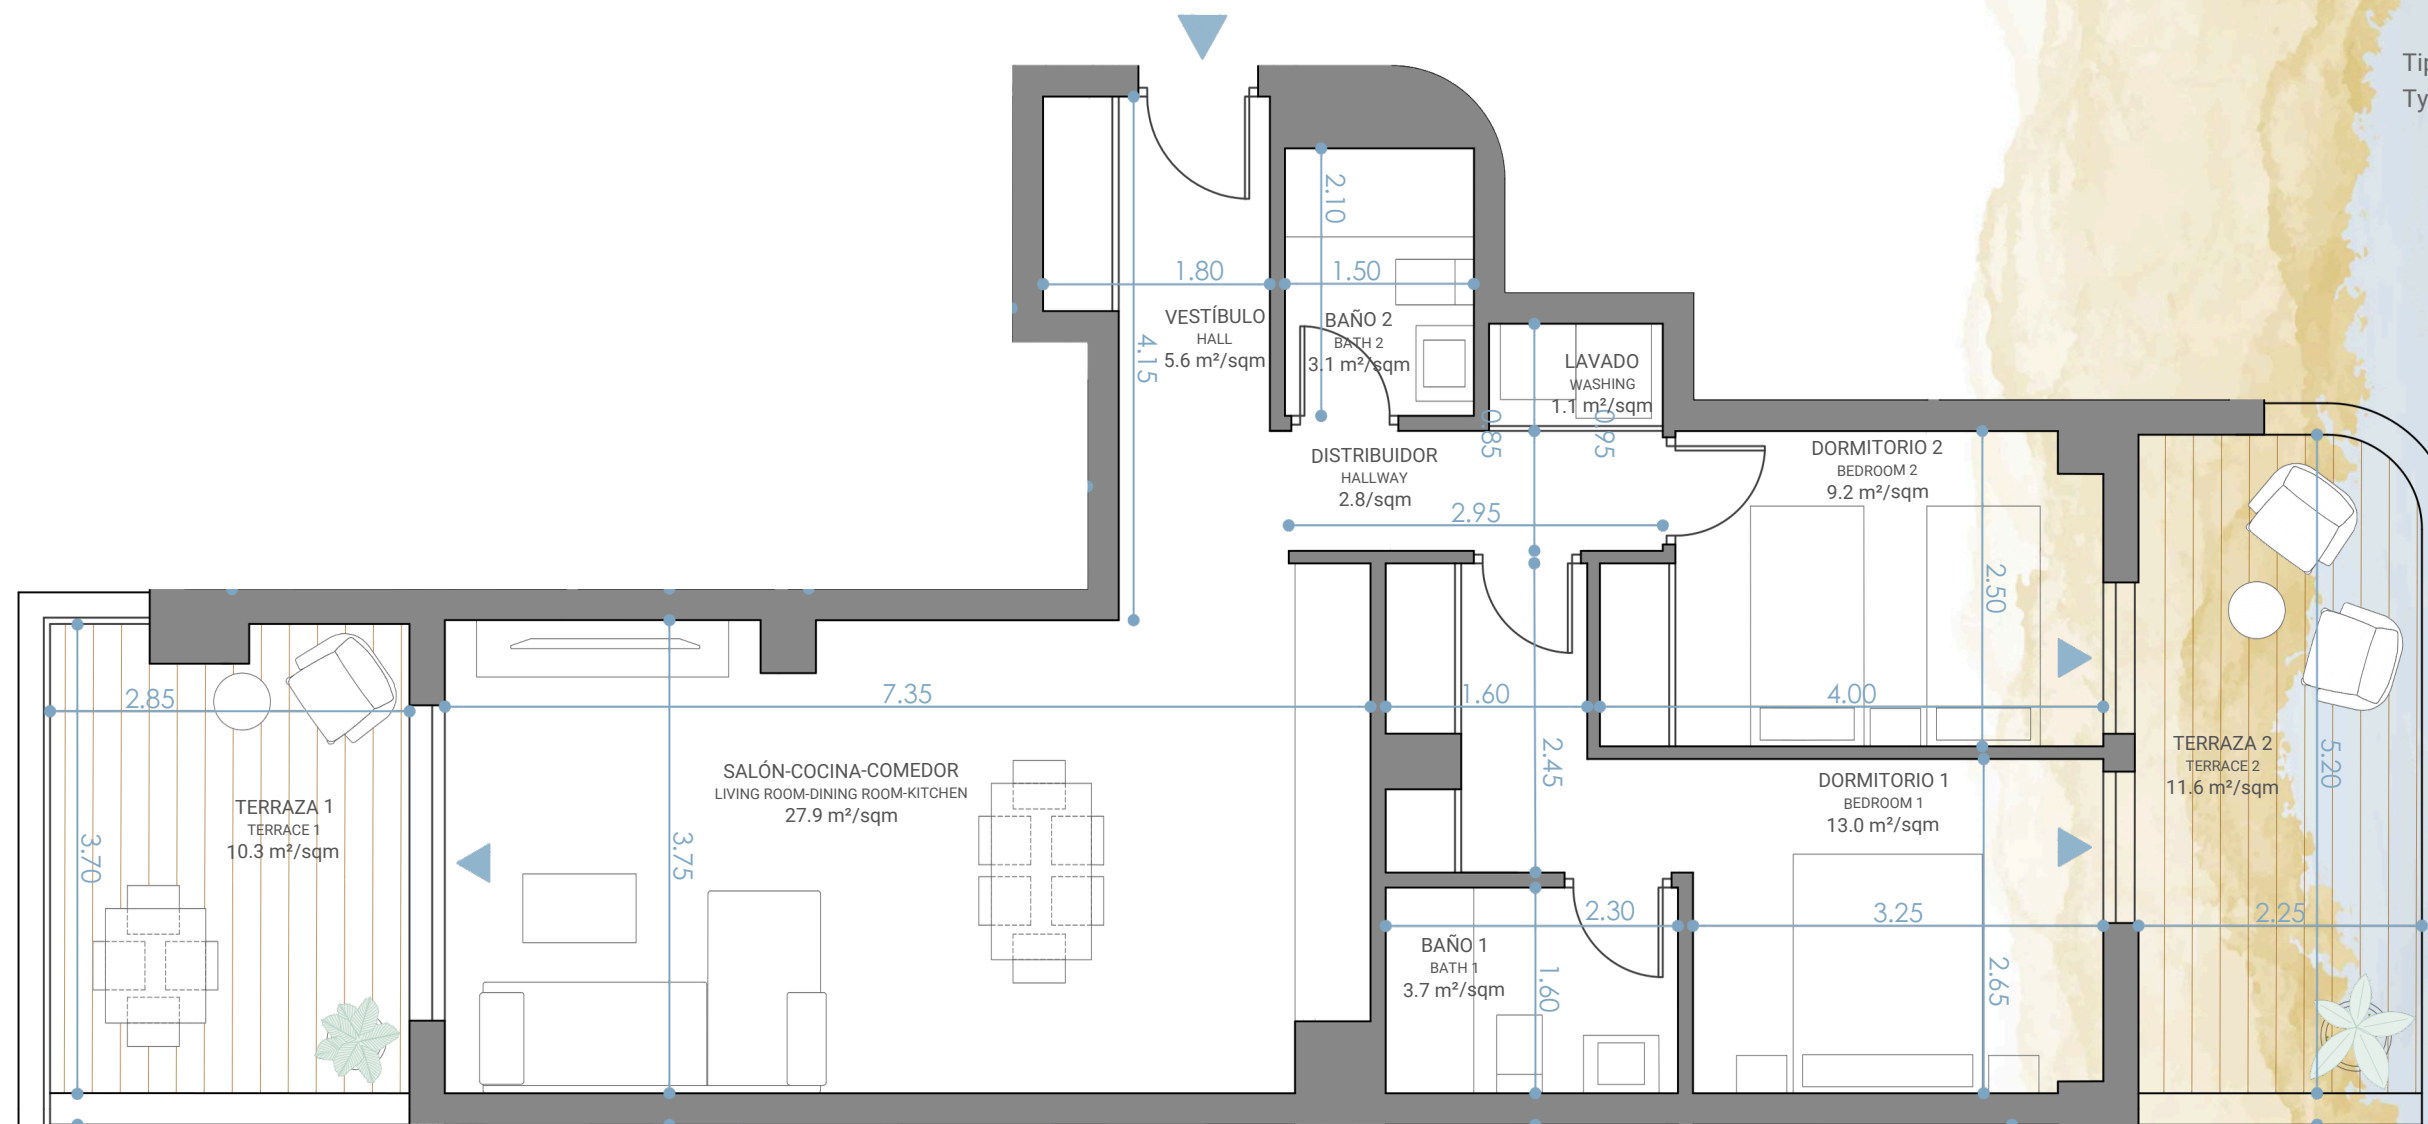 Tip
Ty
2.10
1.80
1.50
VESTÍBULO
HALL
5.6 m²/sqm
BAÑO 2
BATH 2
3.1 m²/sqm
4.15
LAVADO
WASHING
1.1 m²/sqm
0.85
0.95
DISTRIBUIDOR
HALLWAY
2.8/sqm
2.95
DORMITORIO 2
BEDROOM 2
9.2 m²/sqm
2.50
2.85
7.35
1.60
4.00
2.45
TERRAZA 2
TERRACE 2
11.6 m²/sqm
5.20
SALÓN-COCINA-COMEDOR
LIVING ROOM-DINING ROOM-KITCHEN
27.9 m²/sqm
DORMITORIO 1
BEDROOM 1
13.0 m²/sqm
TERRAZA 1
TERRACE 1
10.3 m²/sqm
3.70
3.75
2.30
3.25
2.25
BAÑO 1
BATH 1
3.7 m²/sqm
1.60
2.65